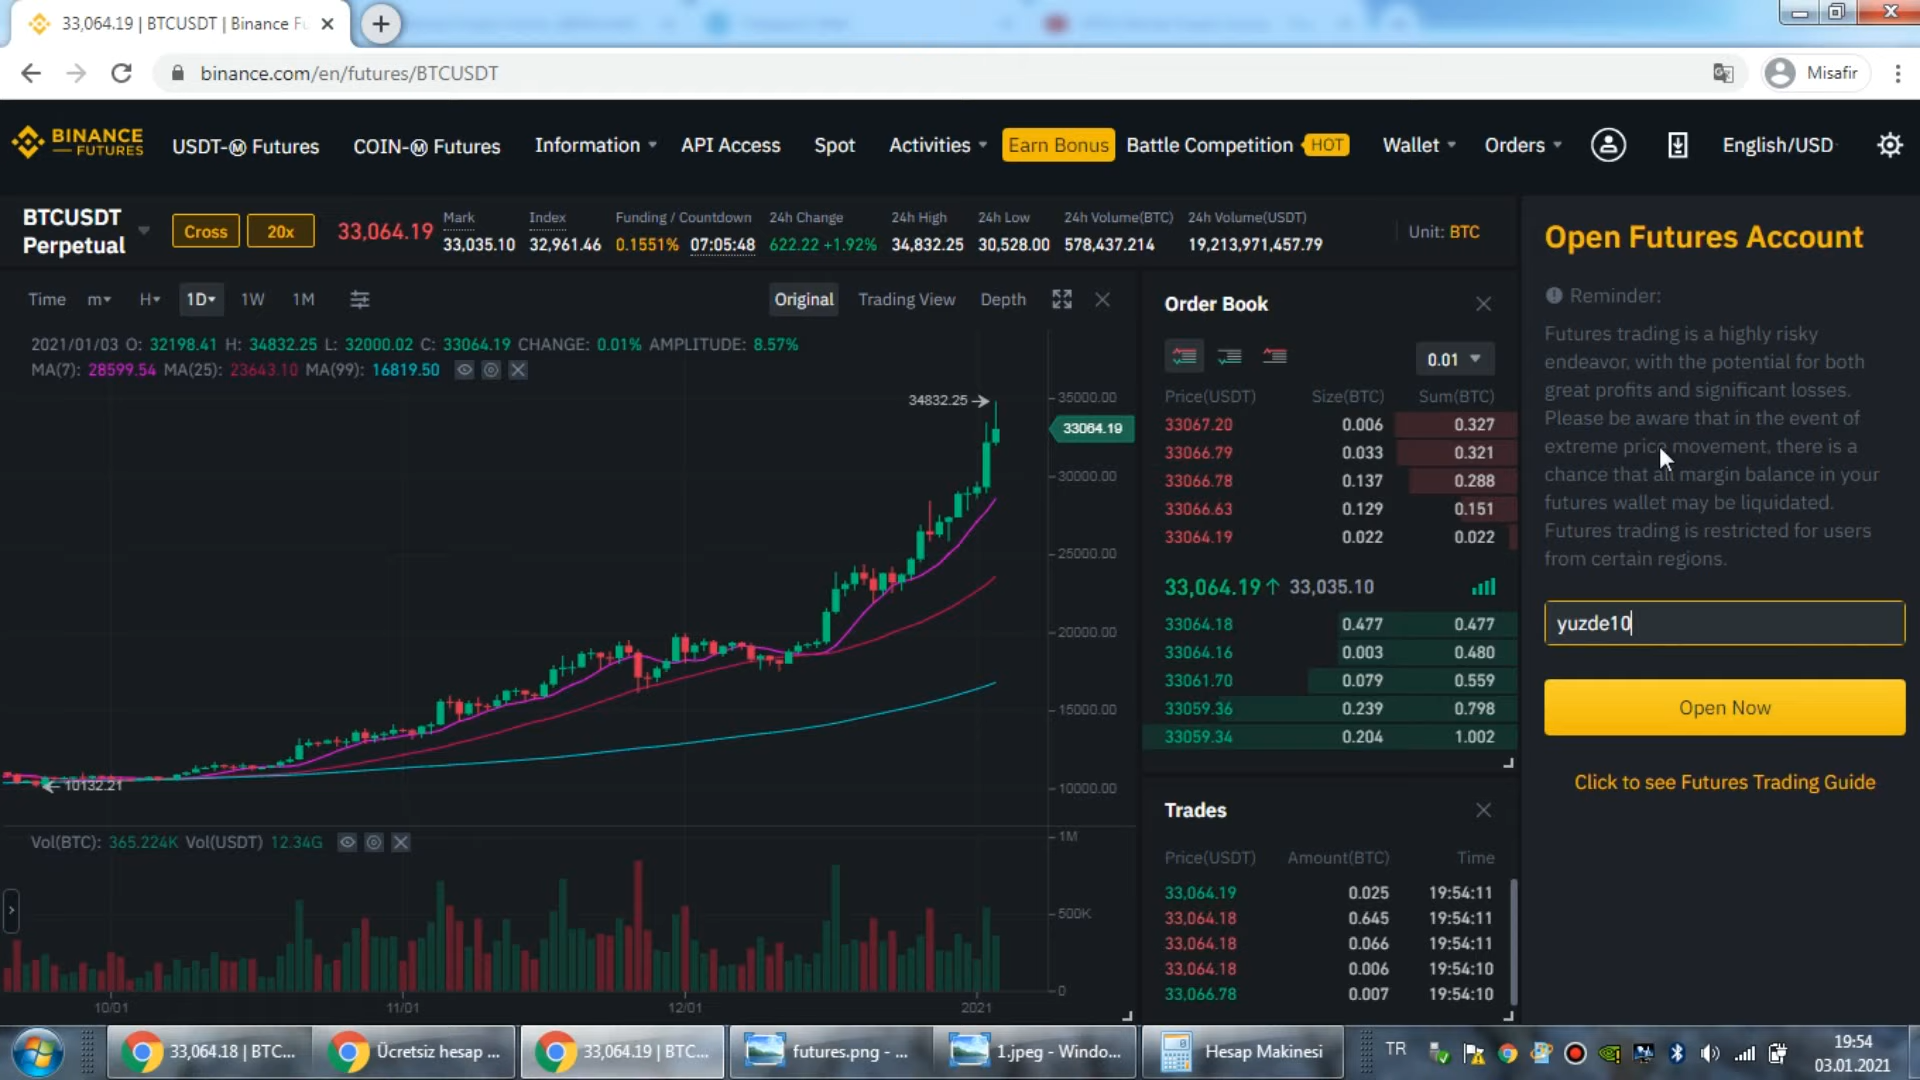 33,064.19 | BTCUSDT | Binance Fu
binance.com/en/futures/BTCUSDT
Misafir
BINANCE
FUTURES
USDT-Ⓜ Futures
COIN-Ⓜ Futures
Information
API Access
Spot
Activities
Earn Bonus
Battle Competition
HOT
Wallet
Orders
English/USD
BTCUSDT
Perpetual
Cross
20x
33,064.19
Mark
33,035.10
Index
32,961.46
Funding / Countdown
0.1551% 07:05:48
24h Change
622.22 +1.92%
24h High
34,832.25
24h Low
30,528.00
24h Volume(BTC)
578,437.214
24h Volume(USDT)
19,213,971,457.79
Unit: BTC
Time m H 1D 1W 1M
Original Trading View Depth
2021/01/03 O: 32198.41 H: 34832.25 L: 32000.02 C: 33064.19 CHANGE: 0.01% AMPLITUDE: 8.57%
MA(7): 28599.54 MA(25): 23643.10 MA(99): 16819.50
34832.25
10132.21
35000.00
33064.19
30000.00
25000.00
20000.00
15000.00
10000.00
Vol(BTC): 365.224K Vol(USDT) 12.34G
1M
500K
0
10/01 11/01 12/01 2021
Order Book
0.01
Price(USDT) Size(BTC) Sum(BTC)
33067.20 0.006 0.327
33066.79 0.033 0.321
33066.78 0.137 0.288
33066.63 0.129 0.151
33064.19 0.022 0.022
33,064.19↑ 33,035.10
33064.18 0.477 0.477
33064.16 0.003 0.480
33061.70 0.079 0.559
33059.36 0.239 0.798
33059.34 0.204 1.002
Trades
Price(USDT) Amount(BTC) Time
33,064.19 0.025 19:54:11
33,064.18 0.645 19:54:11
33,064.18 0.066 19:54:11
33,064.18 0.006 19:54:10
33,066.78 0.007 19:54:10
Open Futures Account
Reminder:
Futures trading is a highly risky
endeavor, with the potential for both
great profits and significant losses.
Please be aware that in the event of
extreme price movement, there is a
chance that all margin balance in your
futures wallet may be liquidated.
Futures trading is restricted for users
from certain regions.
yuzde10
Open Now
Click to see Futures Trading Guide
33,064.18 | BTC...
Ücretsiz hesap ...
33,064.19 | BTC...
futures.png - ...
1.jpeg - Windo...
Hesap Makinesi
TR
19:54
03.01.2021